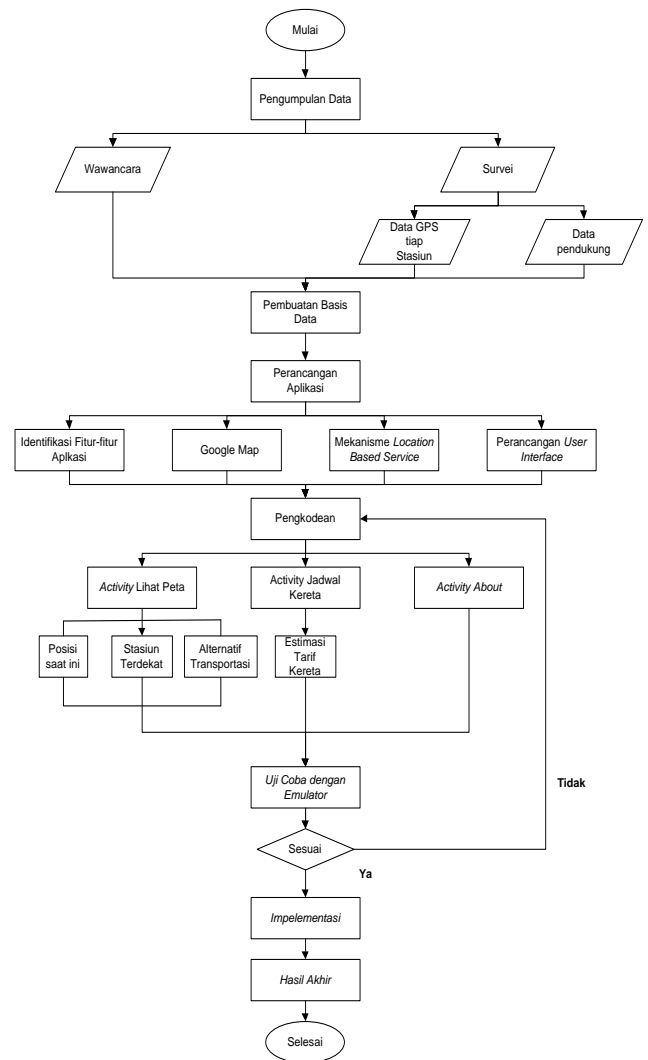 Mulai
Pengumpulan Data
Wawancara
Survei
Data GPS
tiap
Stasiun
Data
pendukung
Pembuatan Basis
Data
Perancangan
Aplikasi
Identifikasi Fitur-fitur
Aplkasi
Google Map
Mekanisme Location
Based Service
Perancangan User
Interface
Pengkodean
Activity Lihat Peta
Activity Jadwal
Kereta
Activity About
Posisi
saat ini
Stasiun
Terdekat
Alternatif
Transportasi
Estimasi
Tarif
Kereta
Uji Coba dengan
Emulator
Tidak
Sesuai
Ya
Impelementasi
Hasil Akhir
Selesai